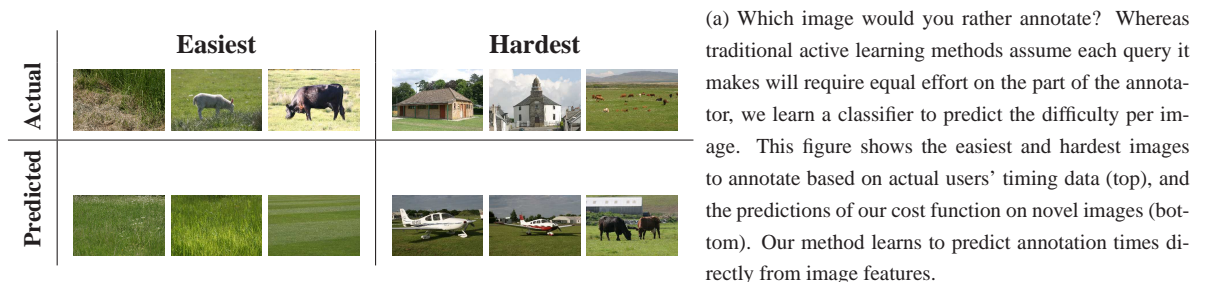 Easiest
Hardest
Actual
Predicted
(a) Which image would you rather annotate? Whereas
traditional active learning methods assume each query it
makes will require equal effort on the part of the annota-
tor, we learn a classifier to predict the difficulty per im-
age. This figure shows the easiest and hardest images
to annotate based on actual users' timing data (top), and
the predictions of our cost function on novel images (bot-
tom). Our method learns to predict annotation times di-
rectly from image features.